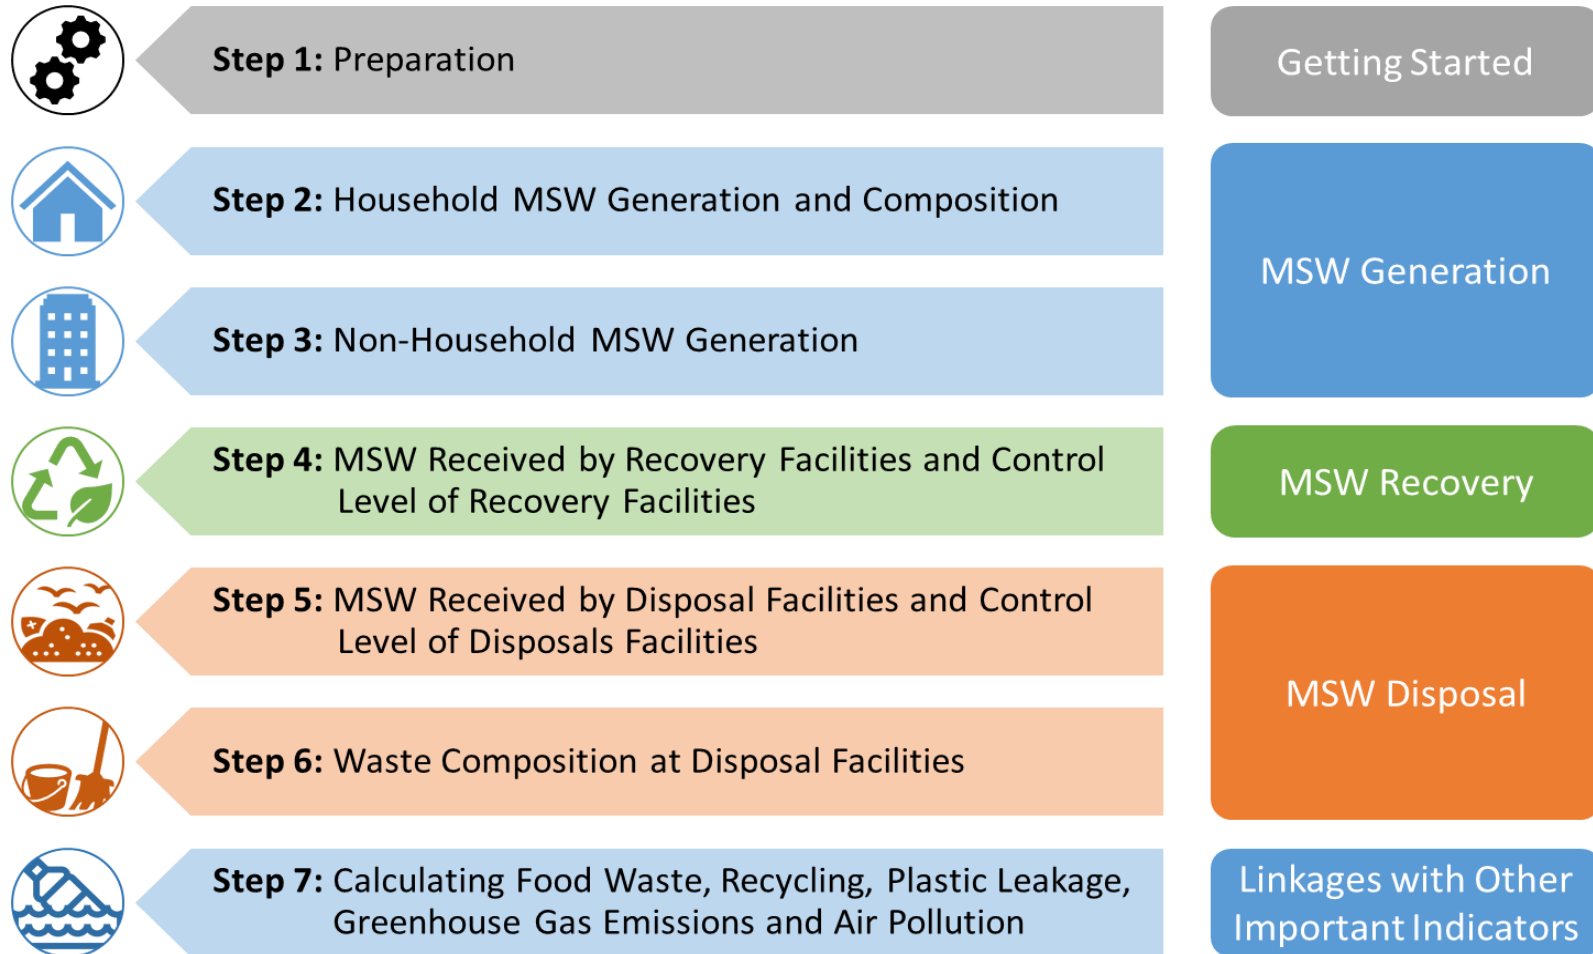 Step 1: Preparation
Getting Started
Step 2: Household MSW Generation and Composition
MSW Generation
Step 3: Non-Household MSW Generation
Step 4: MSW Received by Recovery Facilities and Control
Level of Recovery Facilities
MSW Recovery
Step 5: MSW Received by Disposal Facilities and Control
Level of Disposals Facilities
MSW Disposal
Step 6: Waste Composition at Disposal Facilities
Step 7: Calculating Food Waste, Recycling, Plastic Leakage,
Greenhouse Gas Emissions and Air Pollution
Linkages with Other
Important Indicators